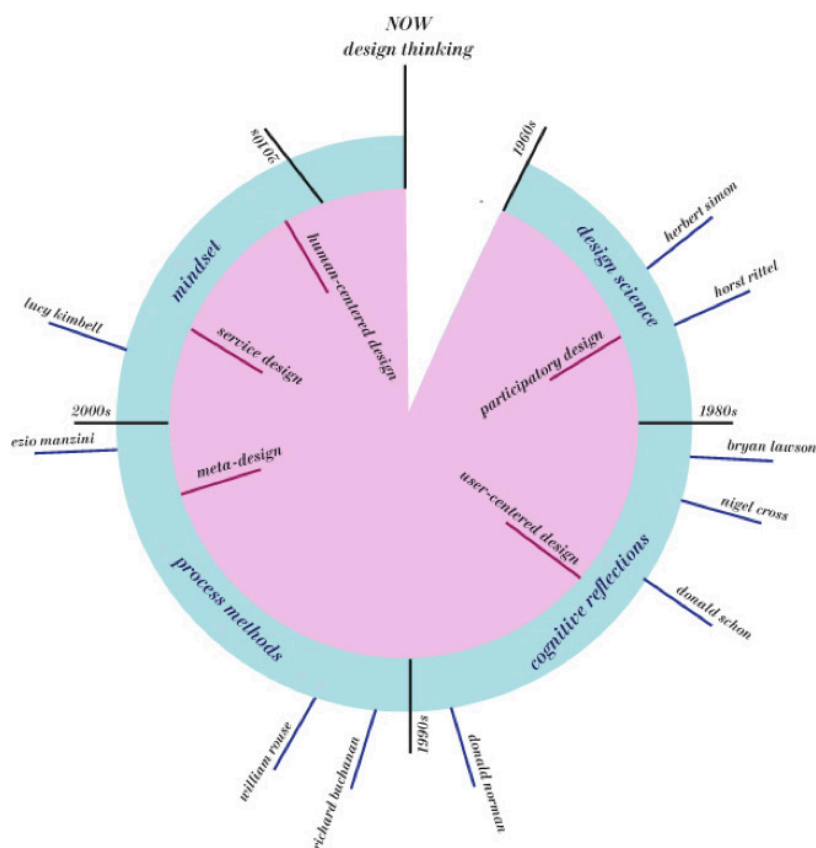 NOW
design thinking
1960s
design science
herbert simon
horst rittel
participatory design
1980s
bryan lawson
nigel cross
donald schon
user-centered design
cognitive reflections
donald norman
1990s
richard buchanan
william rouse
process methods
meta-design
ezio manzini
2000s
lucy kimbell
service design
mindset
human-centered design
2010s